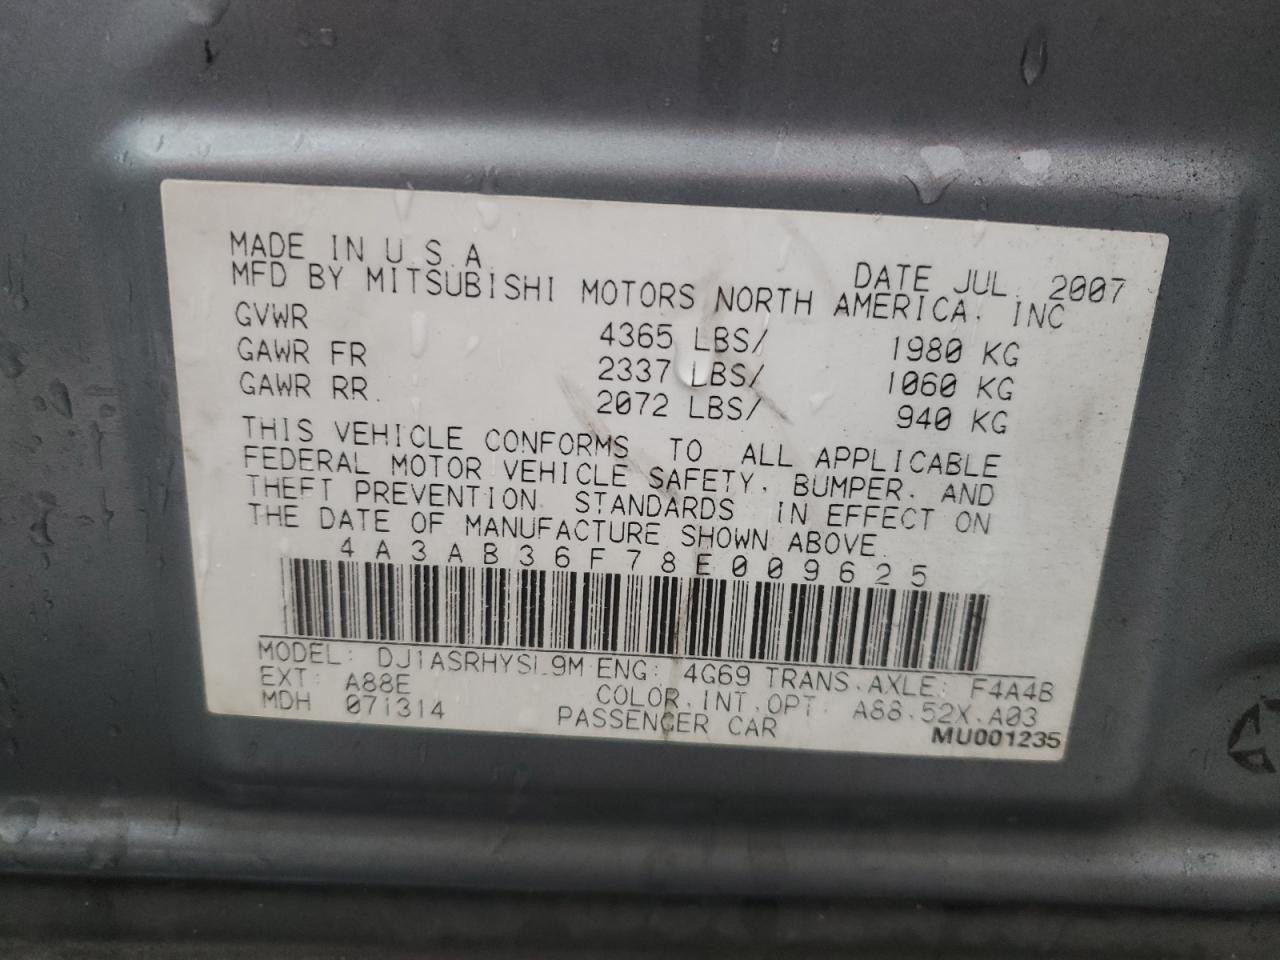 MADE IN U.S.A. DATE JUL. 2007
MFD BY MITSUBISHI MOTORS NORTH AMERICA, INC
GVWR 4365 LBS/ 1980 KG
GAWR FR 2337 LBS/ 1060 KG
GAWR RR. 2072 LBS/ 940 KG
THIS VEHICLE CONFORMS TO ALL APPLICABLE
FEDERAL MOTOR VEHICLE SAFETY, BUMPER, AND
THEFT PREVENTION STANDARDS IN EFFECT ON
THE DATE OF MANUFACTURE SHOWN ABOVE.
4A3AB36F78E009625
MODEL: DJ1ASRHYSL9M ENG: 4G69 TRANS.AXLE: F4A4B
EXT: A88E COLOR.INT.OPT: A88.52X.A03
MDH 071314 PASSENGER CAR MU001235